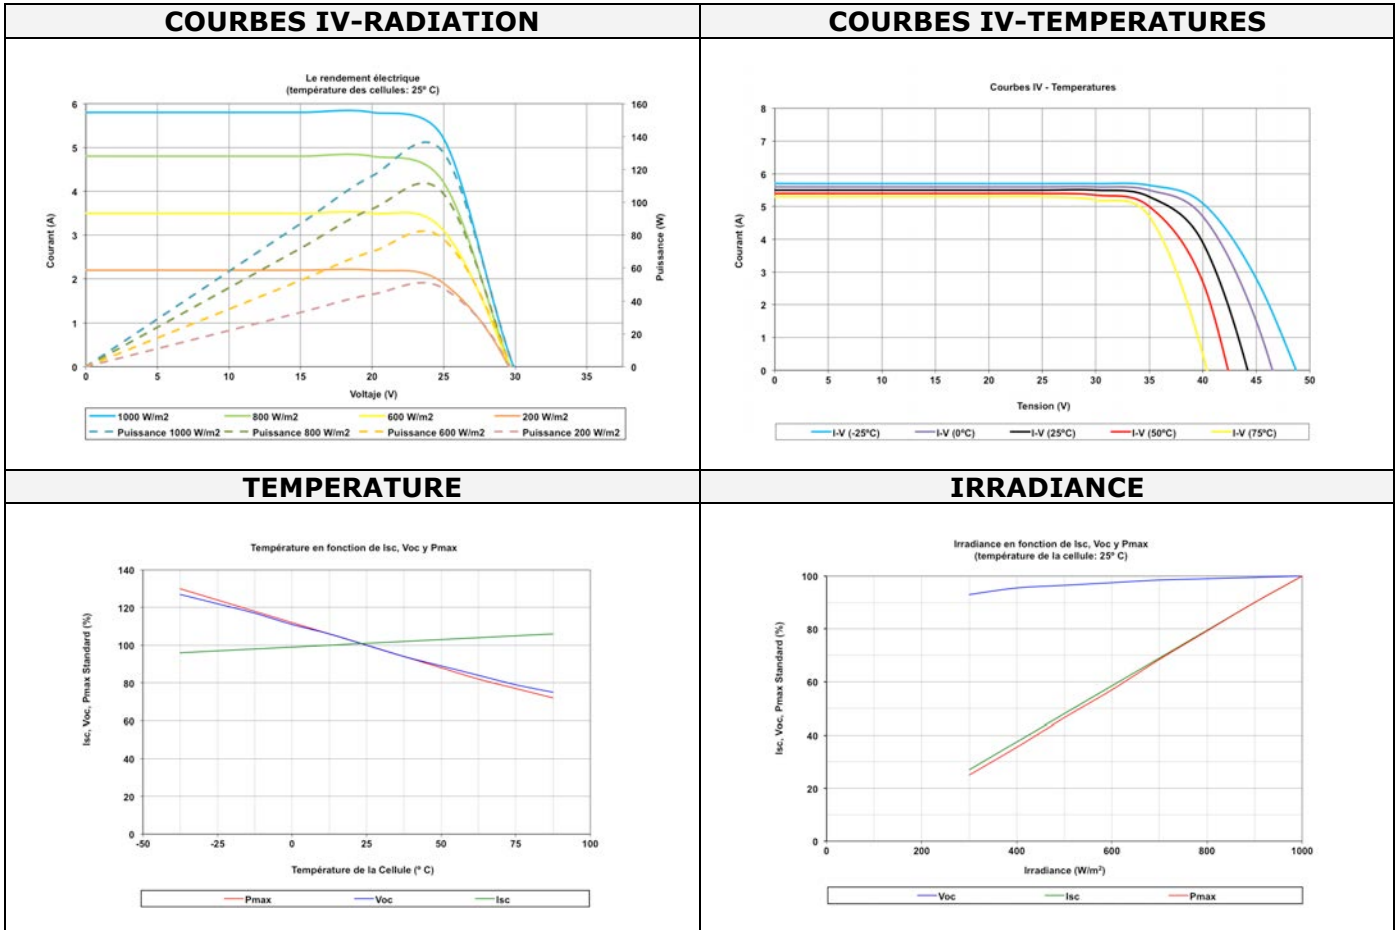 COURBES IV-RADIATION
Le rendement électrique
(température des cellules: 25º C)
6
5
4
3
2
1
0
Courant (A)
160
140
120
100
80
60
40
20
0
Puissance (W)
0 5 10 15 20 25 30 35
Voltaje (V)
1000 W/m2 800 W/m2 600 W/m2 200 W/m2
Puissance 1000 W/m2 Puissance 800 W/m2 Puissance 600 W/m2 Puissance 200 W/m2
COURBES IV-TEMPERATURES
Courbes IV - Temperatures
8
7
6
5
4
3
2
1
0
Courant (A)
0 5 10 15 20 25 30 35 40 45 50
Tension (V)
I-V (-25ºC) I-V (0ºC) I-V (25ºC) I-V (50ºC) I-V (75ºC)
TEMPERATURE
Température en fonction de Isc, Voc y Pmax
140
120
100
80
60
40
20
0
Isc, Voc, Pmax Standard (%)
-50 -25 0 25 50 75 100
Température de la Cellule (º C)
Pmax Voc Isc
IRRADIANCE
Irradiance en fonction de Isc, Voc y Pmax
(température de la cellule: 25º C)
100
80
60
40
20
0
Isc, Voc, Pmax Standard (%)
0 200 400 600 800 1000
Irradiance (W/m²)
Voc Isc Pmax